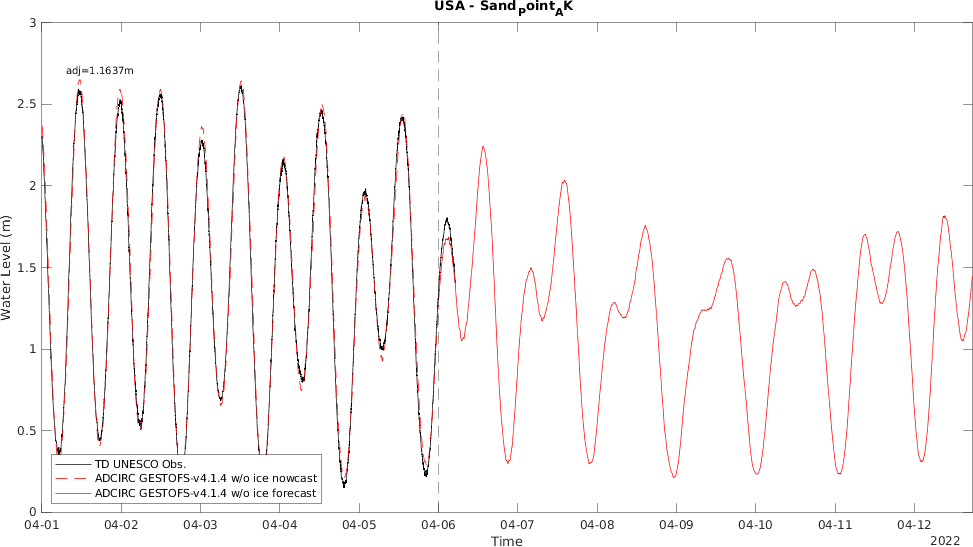 USA - Sand_Point_AK
adj=1.1637m
3
2.5
2
1.5
1
0.5
0
Water Level (m)
TD UNESCO Obs.
ADCIRC GESTOFS-v4.1.4 w/o ice nowcast
ADCIRC GESTOFS-v4.1.4 w/o ice forecast
04-01 04-02 04-03 04-04 04-05 04-06 04-07 04-08 04-09 04-10 04-11 04-12
Time
2022